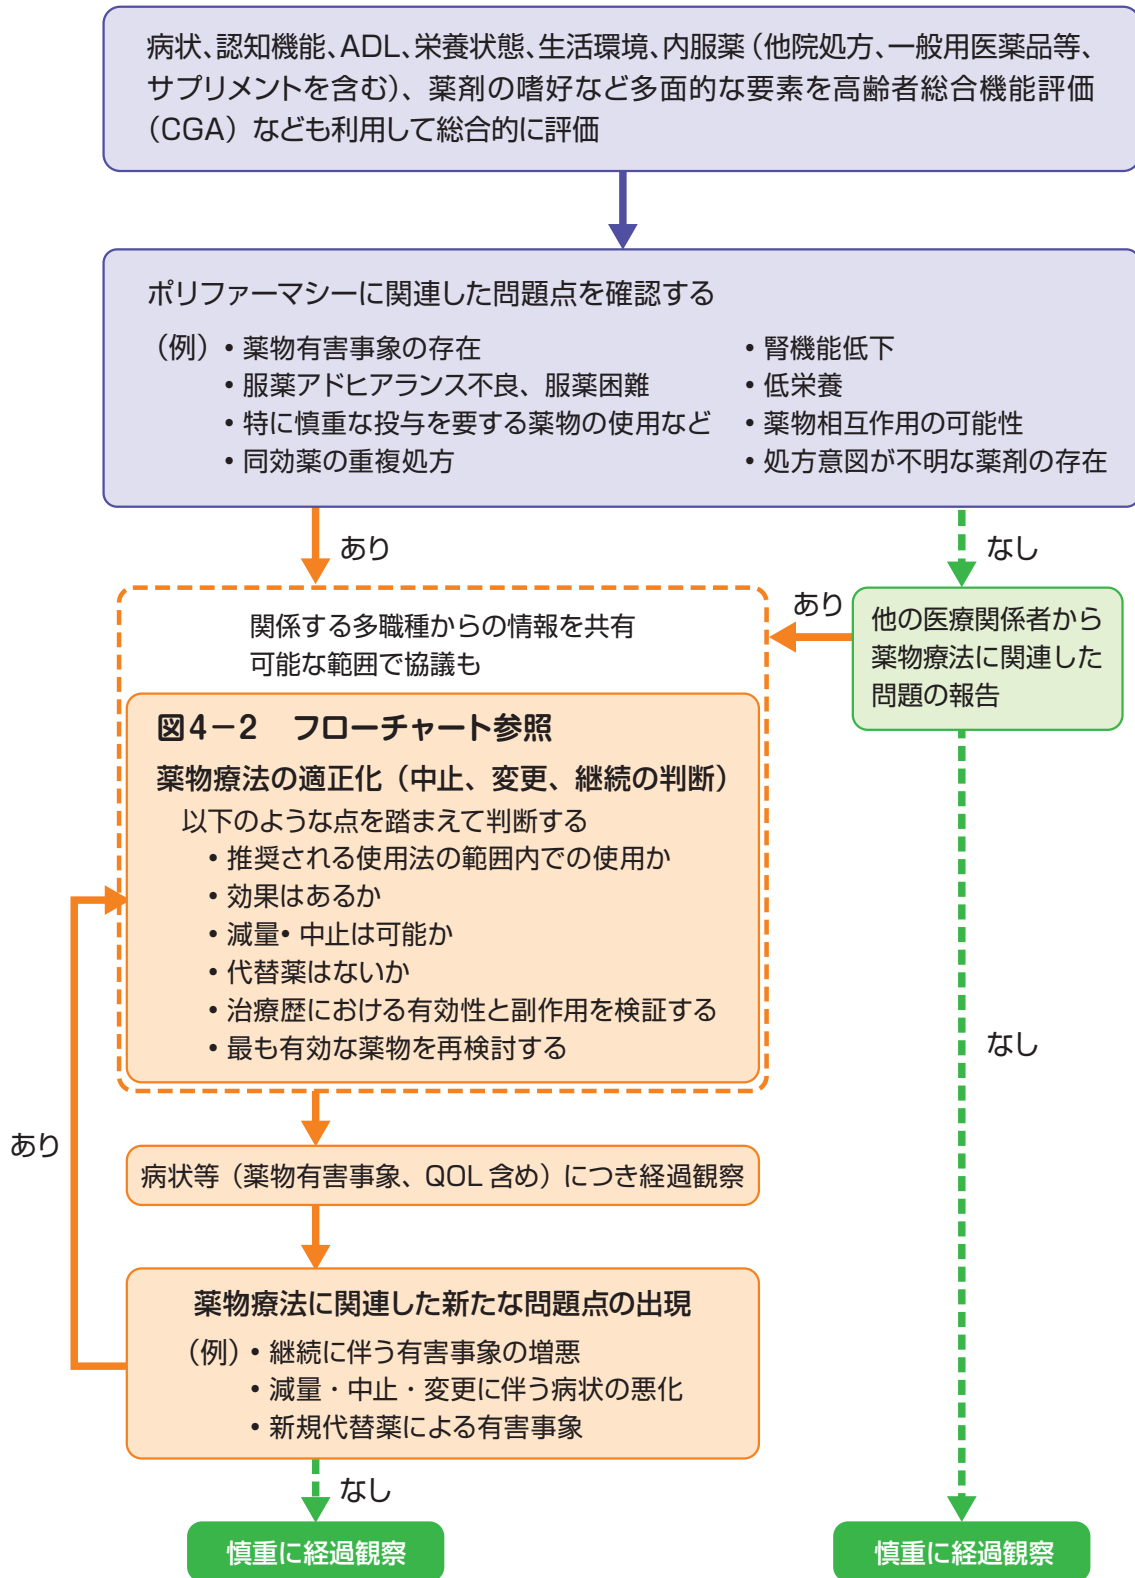 病状、認知機能、ADL、栄養状態、生活環境、内服薬（他院処方、一般用医薬品等、
サプリメントを含む）、薬剤の嗜好など多面的な要素を高齢者総合機能評価
（CGA）なども利用して総合的に評価
ポリファーマシーに関連した問題点を確認する
（例）・薬物有害事象の存在
・服薬アドヒアランス不良、服薬困難
・特に慎重な投与を要する薬物の使用など
・同効薬の重複処方
・腎機能低下
・低栄養
・薬物相互作用の可能性
・処方意図が不明な薬剤の存在
あり
なし
関係する多職種からの情報を共有
可能な範囲で協議も
あり
他の医療関係者から
薬物療法に関連した
問題の報告
図4－2　フローチャート参照
薬物療法の適正化（中止、変更、継続の判断）
以下のような点を踏まえて判断する
・推奨される使用法の範囲内での使用か
・効果はあるか
・減量・中止は可能か
・代替薬はないか
・治療歴における有効性と副作用を検証する
・最も有効な薬物を再検討する
なし
あり
病状等（薬物有害事象、QOL含め）につき経過観察
薬物療法に関連した新たな問題点の出現
（例）・継続に伴う有害事象の増悪
・減量・中止・変更に伴う病状の悪化
・新規代替薬による有害事象
なし
慎重に経過観察
慎重に経過観察